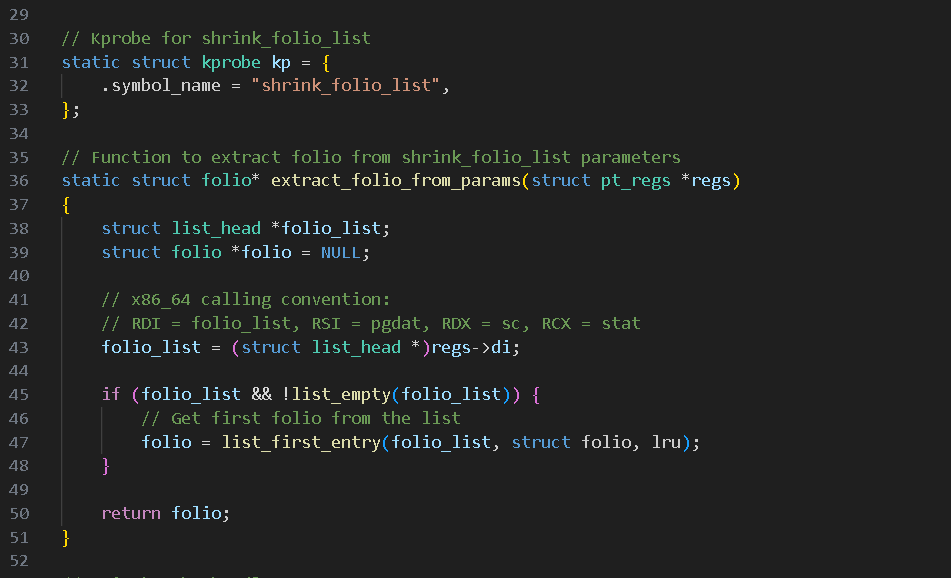 29
30 // Kprobe for shrink_folio_list
31 static struct kprobe kp = {
32     .symbol_name = "shrink_folio_list",
33 };
34
35 // Function to extract folio from shrink_folio_list parameters
36 static struct folio* extract_folio_from_params(struct pt_regs *regs)
37 {
38     struct list_head *folio_list;
39     struct folio *folio = NULL;
40
41     // x86_64 calling convention:
42     // RDI = folio_list, RSI = pgdat, RDX = sc, RCX = stat
43     folio_list = (struct list_head *)regs->di;
44
45     if (folio_list && !list_empty(folio_list)) {
46         // Get first folio from the list
47         folio = list_first_entry(folio_list, struct folio, lru);
48     }
49
50     return folio;
51 }
52